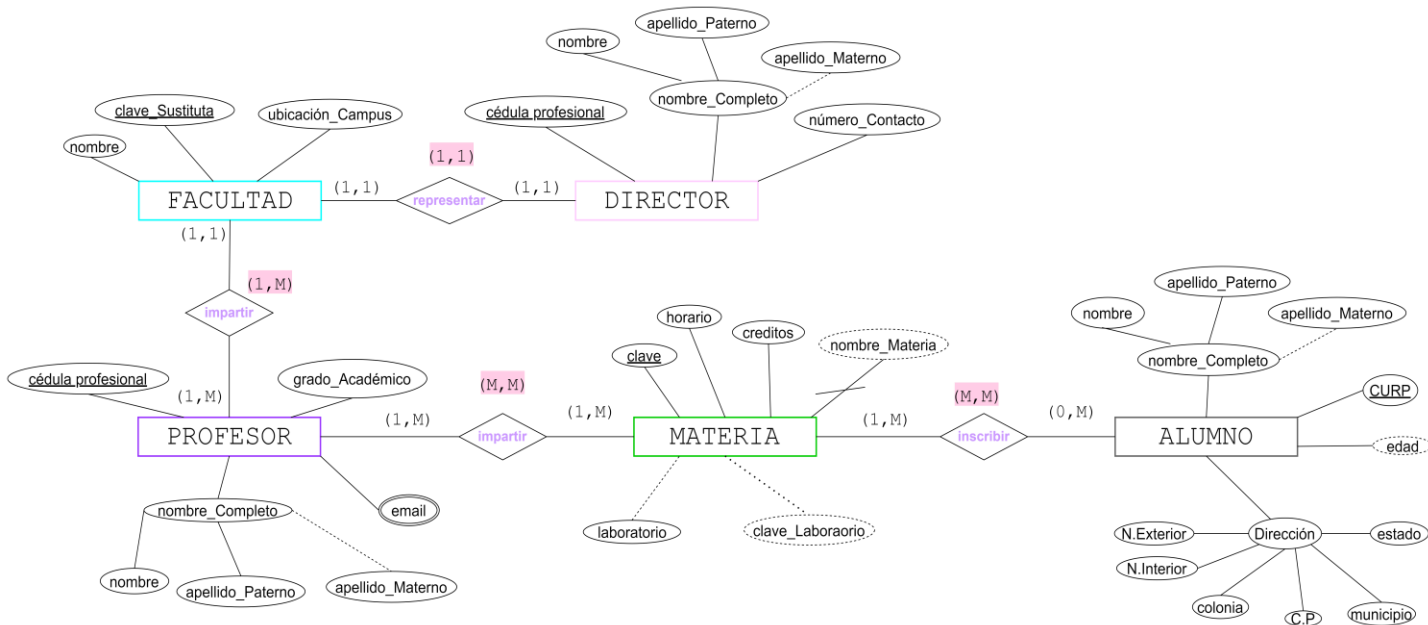 apellido_Paterno
nombre
apellido_Materno
nombre_Completo
clave_Sustituta
ubicación_Campus
cédula profesional
número_Contacto
nombre
(1,1)
FACULTAD
(1,1)
representar
(1,1)
DIRECTOR
(1,1)
(1,M)
impartir
apellido_Paterno
nombre
apellido_Materno
nombre_Completo
horario
creditos
nombre_Materia
clave
cédula profesional
grado_Académico
(1,M)
(M,M)
(M,M)
CURP
PROFESOR
(1,M)
impartir
(1,M)
MATERIA
(1,M)
inscribir
(0,M)
ALUMNO
edad
nombre_Completo
email
laboratorio
clave_Laboraorio
N.Exterior
Dirección
estado
N.Interior
nombre
apellido_Paterno
apellido_Materno
colonia
C.P
municipio